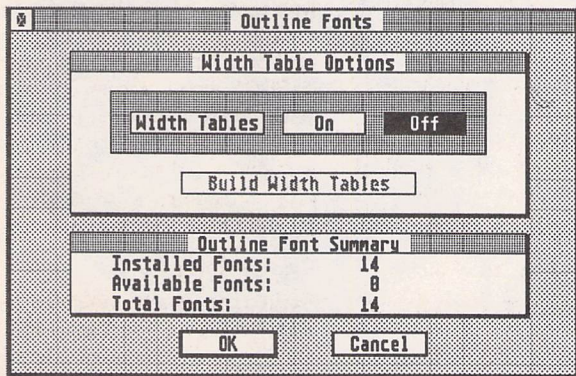 Outline Fonts
Width Table Options
Width Tables On Off
Build Width Tables
Outline Font Summary
Installed Fonts: 14
Available Fonts: 0
Total Fonts: 14
OK Cancel